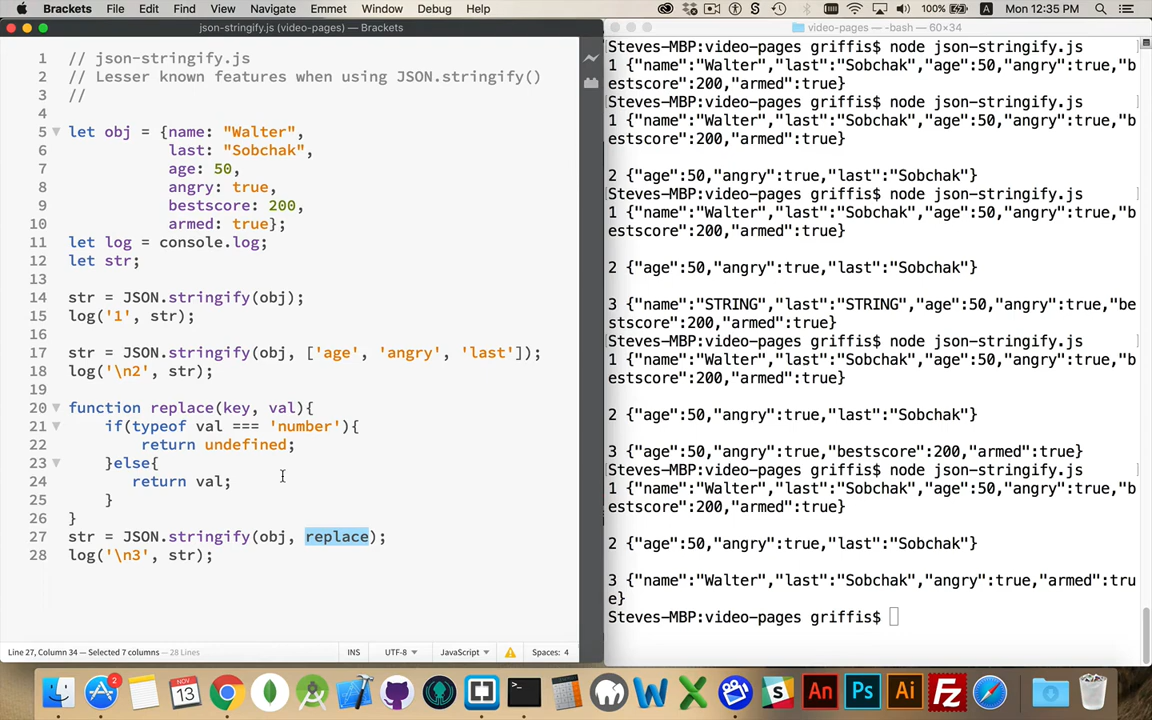 Brackets File Edit Find View Navigate Emmet Window Debug Help 100% Mon 12:35 PM
json-stringify.js (video-pages) — Brackets
1 // json-stringify.js
2 // Lesser known features when using JSON.stringify()
3 //
4
5 let obj = {name: "Walter",
6 last: "Sobchak",
7 age: 50,
8 angry: true,
9 bestscore: 200,
10 armed: true};
11 let log = console.log;
12 let str;
13
14 str = JSON.stringify(obj);
15 log('1', str);
16
17 str = JSON.stringify(obj, ['age', 'angry', 'last']);
18 log('\n2', str);
19
20 function replace(key, val){
21 if(typeof val === 'number'){
22 return undefined;
23 }else{
24 return val;
25 }
26 }
27 str = JSON.stringify(obj, replace);
28 log('\n3', str);
Line 27, Column 34 — Selected 7 columns — 28 Lines INS UTF-8 JavaScript Spaces: 4
video-pages — -bash — 60×34
Steves-MBP:video-pages griffis$ node json-stringify.js
1 {"name":"Walter","last":"Sobchak","age":50,"angry":true,"b
estscore":200,"armed":true}
Steves-MBP:video-pages griffis$ node json-stringify.js
1 {"name":"Walter","last":"Sobchak","age":50,"angry":true,"b
estscore":200,"armed":true}
2 {"age":50,"angry":true,"last":"Sobchak"}
Steves-MBP:video-pages griffis$ node json-stringify.js
1 {"name":"Walter","last":"Sobchak","age":50,"angry":true,"b
estscore":200,"armed":true}
2 {"age":50,"angry":true,"last":"Sobchak"}
3 {"name":"STRING","last":"STRING","age":50,"angry":true,"be
stscore":200,"armed":true}
Steves-MBP:video-pages griffis$ node json-stringify.js
1 {"name":"Walter","last":"Sobchak","age":50,"angry":true,"b
estscore":200,"armed":true}
2 {"age":50,"angry":true,"last":"Sobchak"}
3 {"age":50,"angry":true,"bestscore":200,"armed":true}
Steves-MBP:video-pages griffis$ node json-stringify.js
1 {"name":"Walter","last":"Sobchak","age":50,"angry":true,"b
estscore":200,"armed":true}
2 {"age":50,"angry":true,"last":"Sobchak"}
3 {"name":"Walter","last":"Sobchak","angry":true,"armed":tru
e}
Steves-MBP:video-pages griffis$
2 NOV 13 W X S An Ps Ai Fz